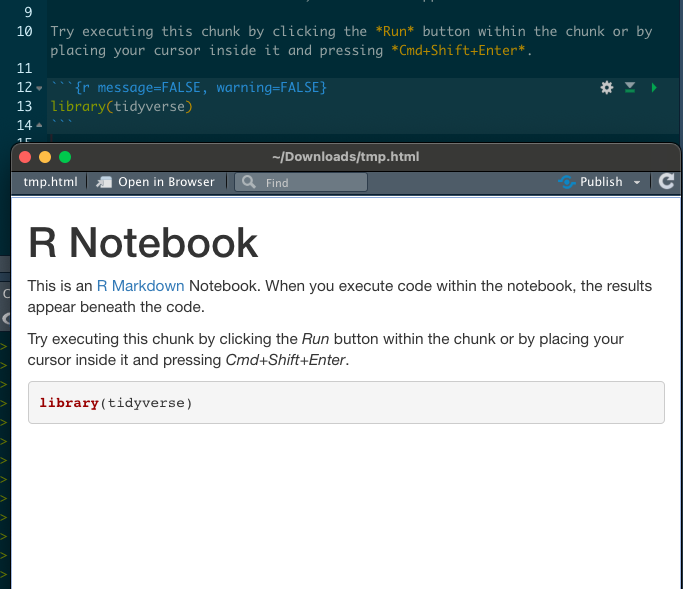 9
10 Try executing this chunk by clicking the *Run* button within the chunk or by
placing your cursor inside it and pressing *Cmd+Shift+Enter*.
11
12 ```{r message=FALSE, warning=FALSE}
13 library(tidyverse)
14 ```
15
~/Downloads/tmp.html
tmp.html Open in Browser Find Publish
R Notebook
This is an R Markdown Notebook. When you execute code within the notebook, the results
appear beneath the code.
Try executing this chunk by clicking the Run button within the chunk or by placing your
cursor inside it and pressing Cmd+Shift+Enter.
library(tidyverse)
C
>
>
>
>
>
>
>
>
>
>
>
>
>